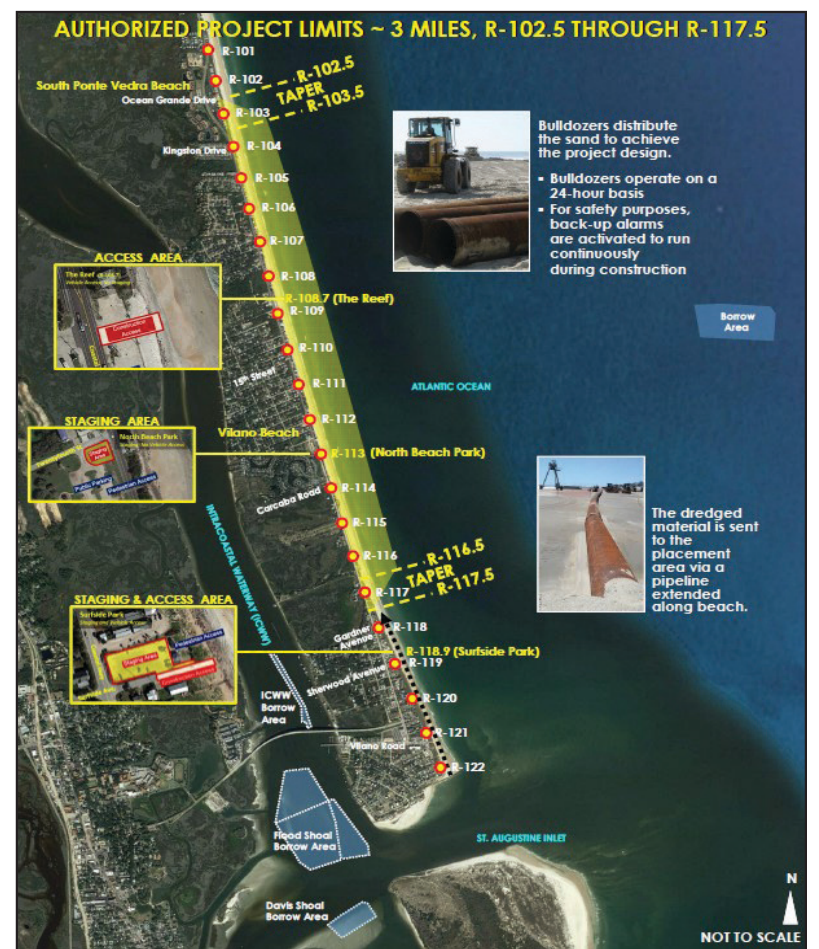 AUTHORIZED PROJECT LIMITS ~ 3 MILES, R-102.5 THROUGH R-117.5
R-101
R-102
South Ponte Vedra Beach
Ocean Grande Drive
R-102.5
TAPER
R-103.5
R-103
Kingston Drive
R-104
R-105
R-106
R-107
R-108
Bulldozers distribute
the sand to achieve
the project design.
▪ Bulldozers operate on a
24-hour basis
▪ For safety purposes,
back-up alarms
are activated to run
continuously
during construction
ACCESS AREA
The Reef
Construction
Access
R-108.7 (The Reef)
R-109
Borrow
Area
R-110
15th Street
R-111
ATLANTIC OCEAN
R-112
STAGING AREA
North Beach Park
Staging
Area
Public Parking
Pedestrian Access
Vilano Beach
R-113 (North Beach Park)
R-114
Carcaba Road
R-115
R-116
R-116.5
TAPER
R-117.5
R-117
The dredged
material is sent
to the
placement
area via a
pipeline
extended
along beach.
INTRACOASTAL WATERWAY (ICWW)
STAGING & ACCESS AREA
Surfside Park
Pedestrian Access
Staging Area
Construction Access
Surfside Ave
Gardner
Avenue
R-118
R-118.9 (Surfside Park)
R-119
Sherwood Avenue
ICWW
Borrow
Area
R-120
R-121
Vilano Road
R-122
Flood Shoal
Borrow Area
ST. AUGUSTINE INLET
Davis Shoal
Borrow Area
N
NOT TO SCALE